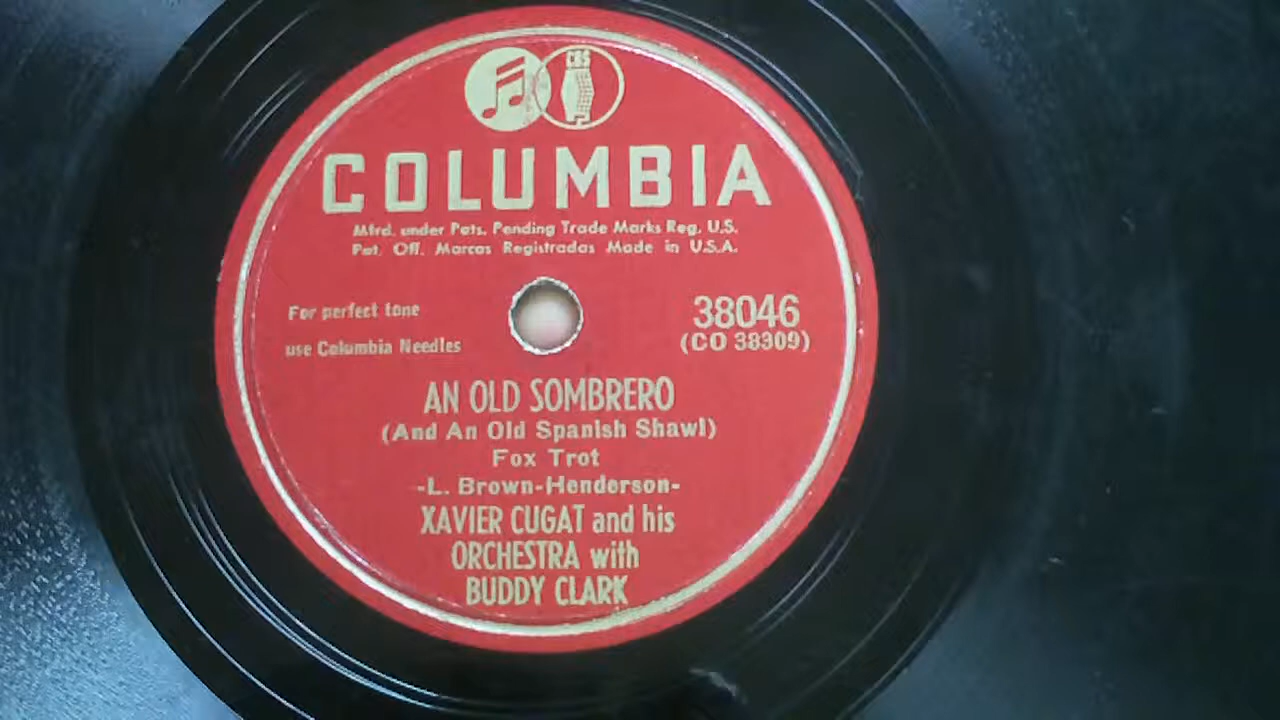 CBS
COLUMBIA
Mfrd. under Pats. Pending Trade Marks Reg. U.S.
Pat. Off. Marcas Registradas Made in U.S.A.
For perfect tone
use Columbia Needles
38046
(CO 38309)
AN OLD SOMBRERO
(And An Old Spanish Shawl)
Fox Trot
-L. Brown-Henderson-
XAVIER CUGAT and his
ORCHESTRA with
BUDDY CLARK